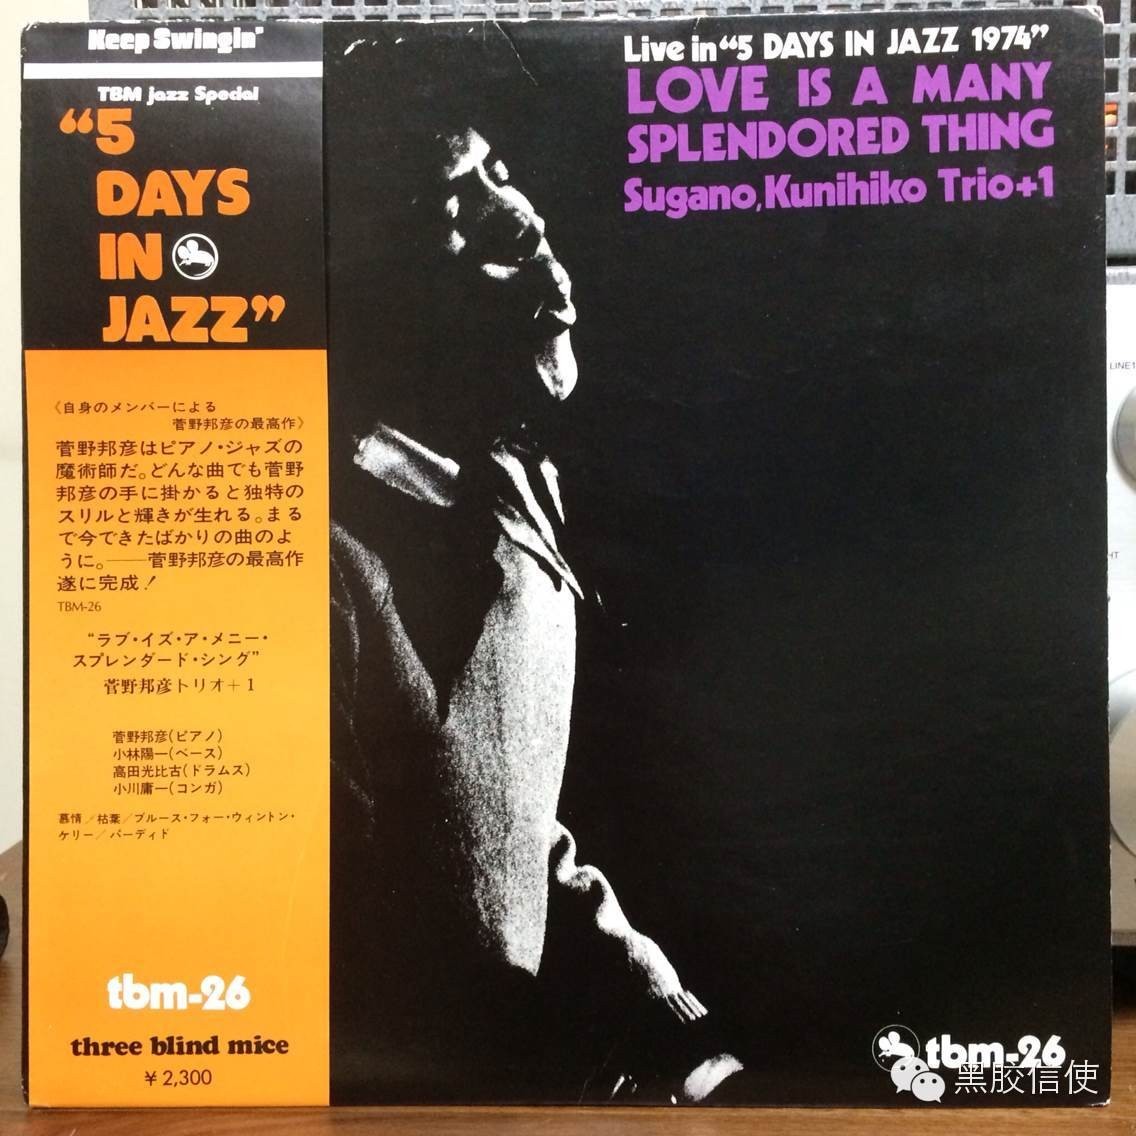 Keep Swingin'
TBM jazz Special
"5
DAYS
IN
JAZZ"
《自身のメンバーによる
菅野邦彦の最高作》
菅野邦彦はピアノ・ジャズの
魔術師だ。どんな曲でも菅野
邦彦の手に掛かると独特の
スリルと輝きが生れる。まる
で今できたばかりの曲のよ
うに。——菅野邦彦の最高作
遂に完成！
TBM-26
“ラブ・イズ・ア・メニー・
スプレンダード・シング”
菅野邦彦トリオ＋1
菅野邦彦(ピアノ)
小林陽一(ベース)
高田光比古(ドラムス)
小川庸一(コンガ)
慕情／枯葉／ブルース・フォー・ウィントン・
ケリー／パーディド
tbm-26
three blind mice
¥ 2,300
Live in “5 DAYS IN JAZZ 1974”
LOVE IS A MANY
SPLENDORED THING
Sugano, Kunihiko Trio+1
tbm-26
黑胶信使
LINE1